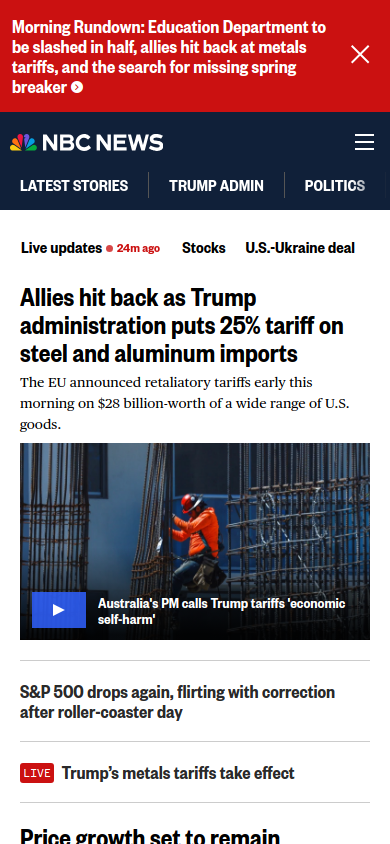 Morning Rundown: Education Department to
be slashed in half, allies hit back at metals
tariffs, and the search for missing spring
breaker
NBC NEWS
LATEST STORIES
TRUMP ADMIN
POLITICS
Live updates 24m ago Stocks U.S.-Ukraine deal
Allies hit back as Trump
administration puts 25% tariff on
steel and aluminum imports
The EU announced retaliatory tariffs early this
morning on $28 billion-worth of a wide range of U.S.
goods.
Australia's PM calls Trump tariffs 'economic
self-harm'
S&P 500 drops again, flirting with correction
after roller-coaster day
LIVE Trump's metals tariffs take effect
Price growth set to remain